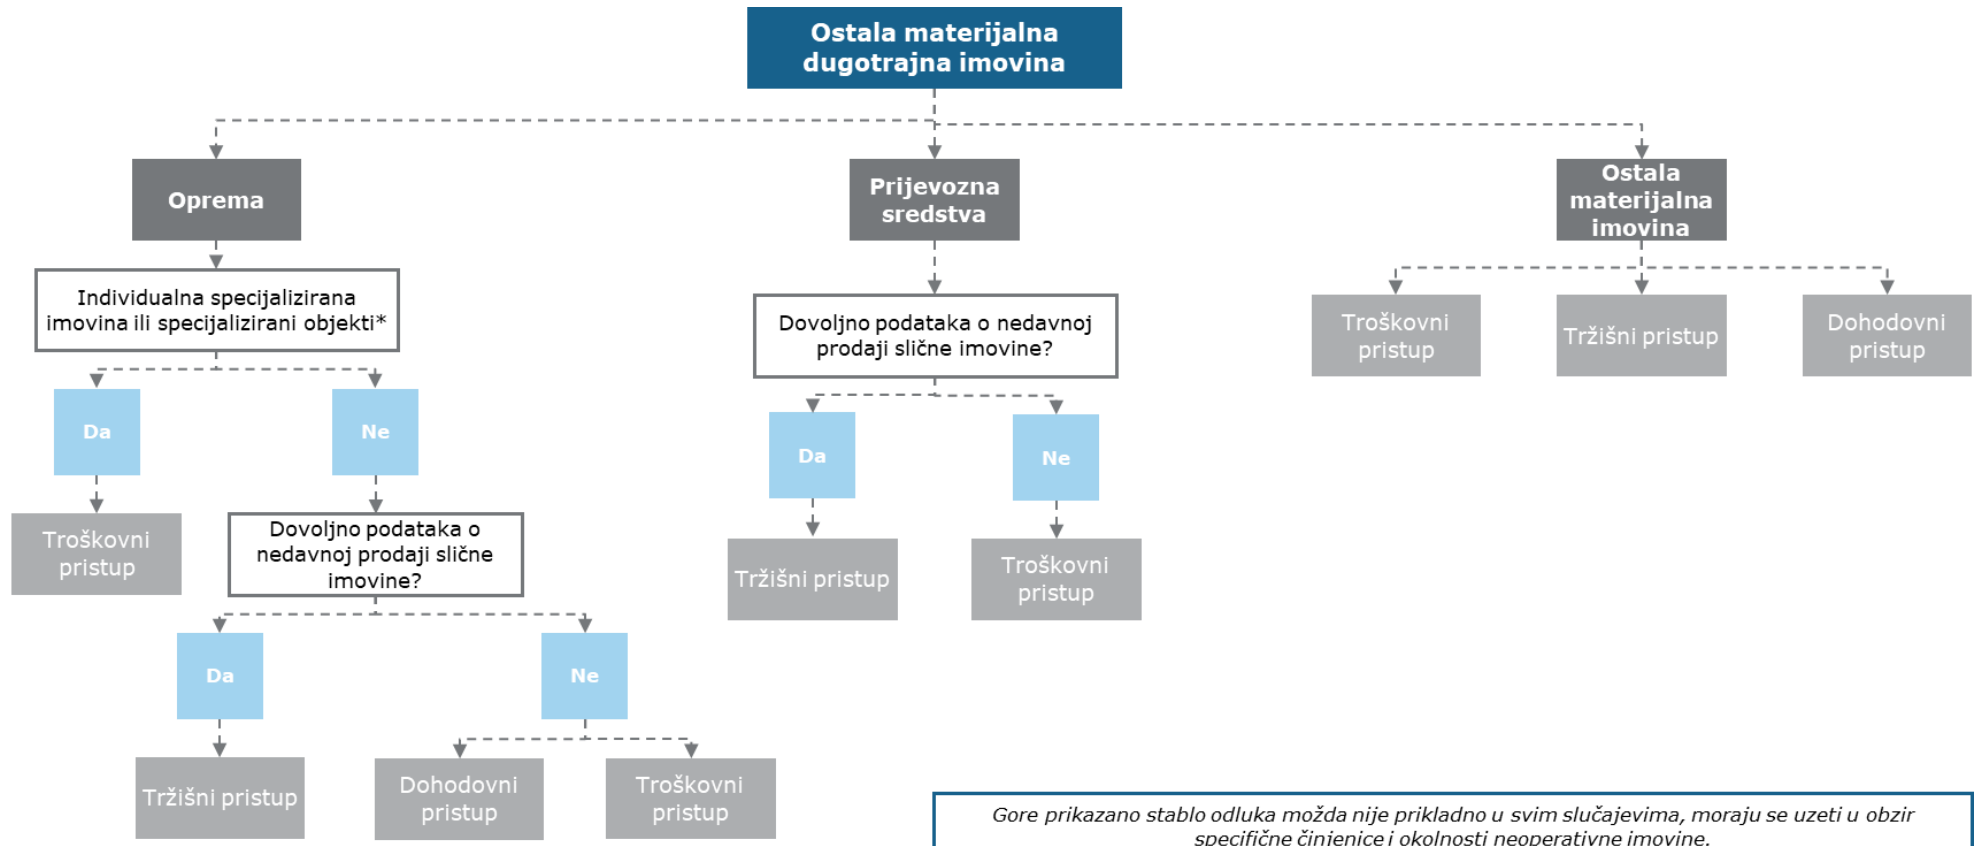 Ostala materijalna
dugotrajna imovina
Oprema
Prijevozna
sredstva
Ostala
materijalna
imovina
Individualna specijalizirana
imovina ili specijalizirani objekti*
Dovoljno podataka o nedavnoj
prodaji slične imovine?
Troškovni
pristup
Tržišni pristup
Dohodovni
pristup
Da
Ne
Da
Ne
Troškovni
pristup
Dovoljno podataka o
nedavnoj prodaji slične
imovine?
Tržišni pristup
Troškovni
pristup
Da
Ne
Tržišni pristup
Dohodovni
pristup
Troškovni
pristup
Gore prikazano stablo odluka možda nije prikladno u svim slučajevima, moraju se uzeti u obzir
specifične činjenice i okolnosti neoperativne imovine.